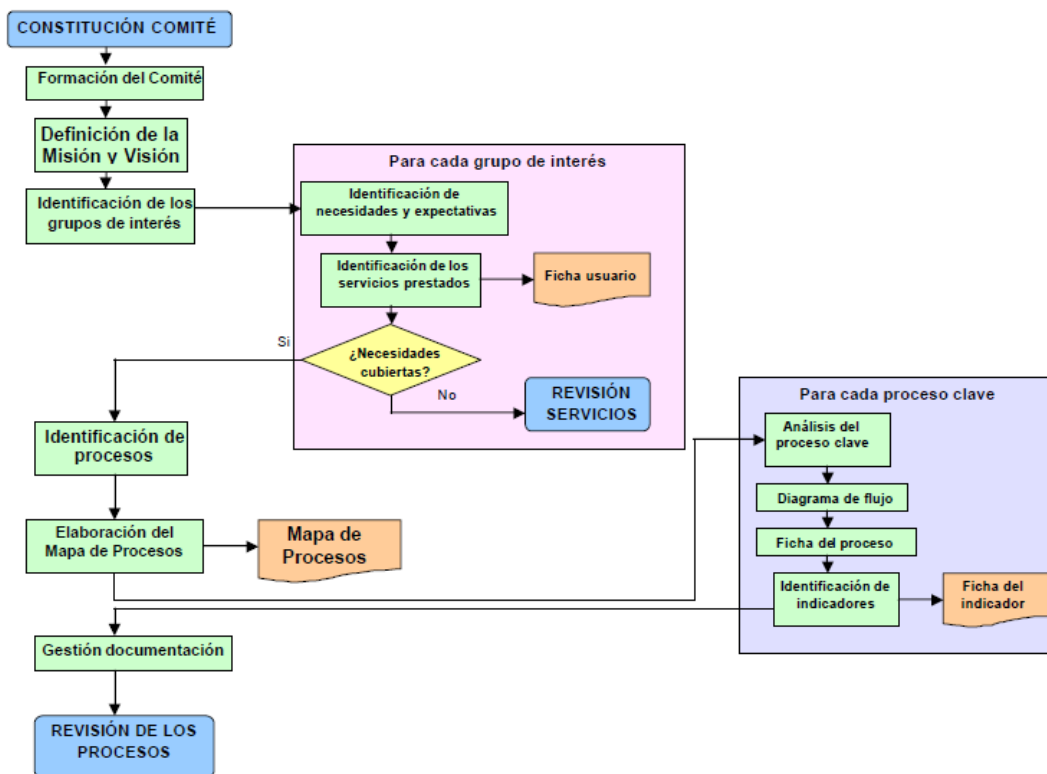 CONSTITUCIÓN COMITÉ
Formación del Comité
Definición de la
Misión y Visión
Identificación de los
grupos de interés
Para cada grupo de interés
Identificación de
necesidades y expectativas
Identificación de los
servicios prestados
Ficha usuario
¿Necesidades
cubiertas?
Si
No
REVISIÓN
SERVICIOS
Identificación de
procesos
Elaboración del
Mapa de Procesos
Mapa de
Procesos
Para cada proceso clave
Análisis del
proceso clave
Diagrama de flujo
Ficha del proceso
Identificación de
indicadores
Ficha del
indicador
Gestión documentación
REVISIÓN DE LOS
PROCESOS